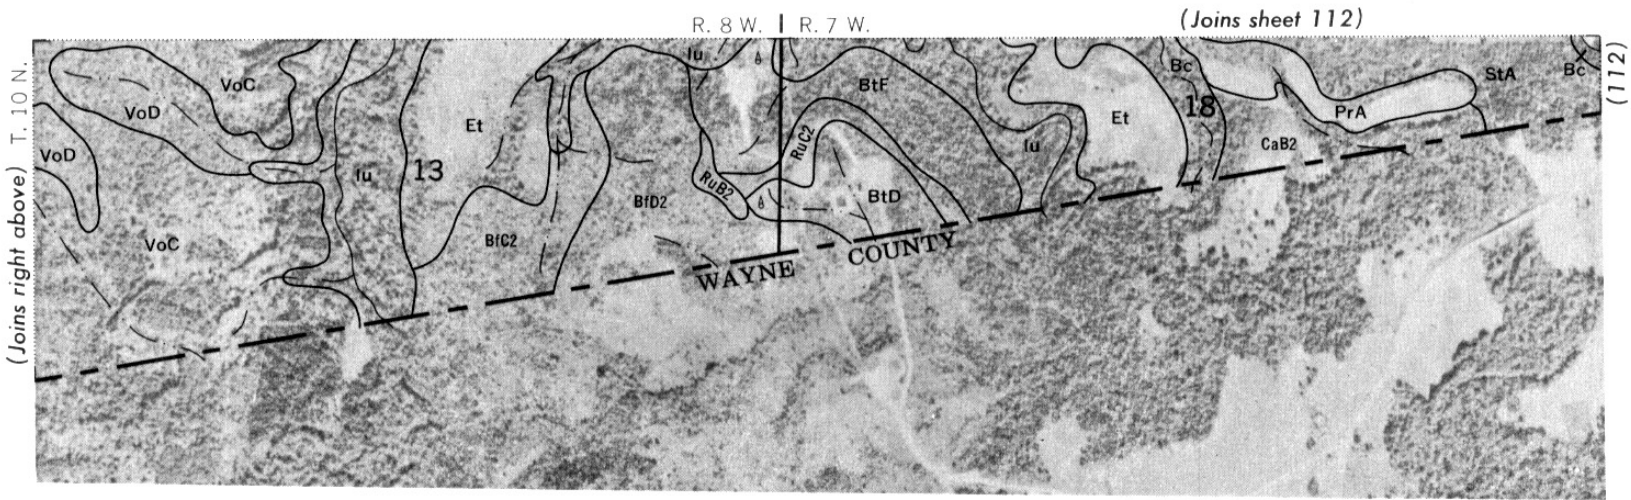 R. 8 W. R. 7 W.
(Joins sheet 112)
(Joins right above) T. 10 N.
(112)
VoC
VoD
VoD
VoC
Iu
13
Et
BfC2
BfD2
Iu
RuB2
RuC2
BtF
BtD
Iu
Et
Bc
18
CaB2
PrA
StA
Bc
WAYNE COUNTY